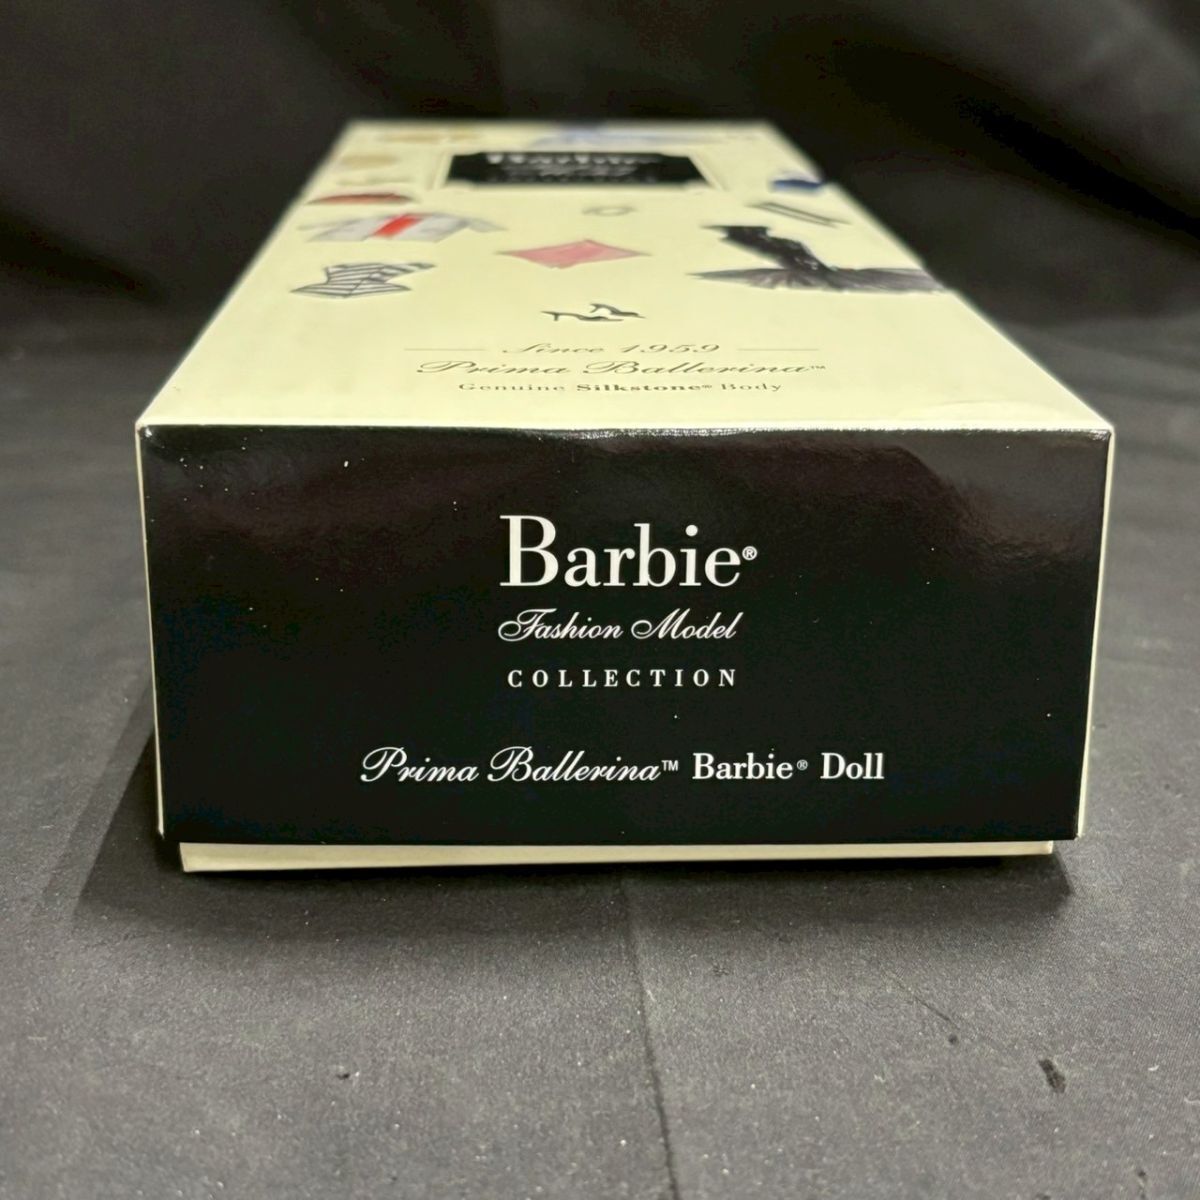 Since 1959
Prima Ballerina™
Genuine Silkstone® Body
Barbie®
Fashion Model
COLLECTION
Prima Ballerina™ Barbie® Doll